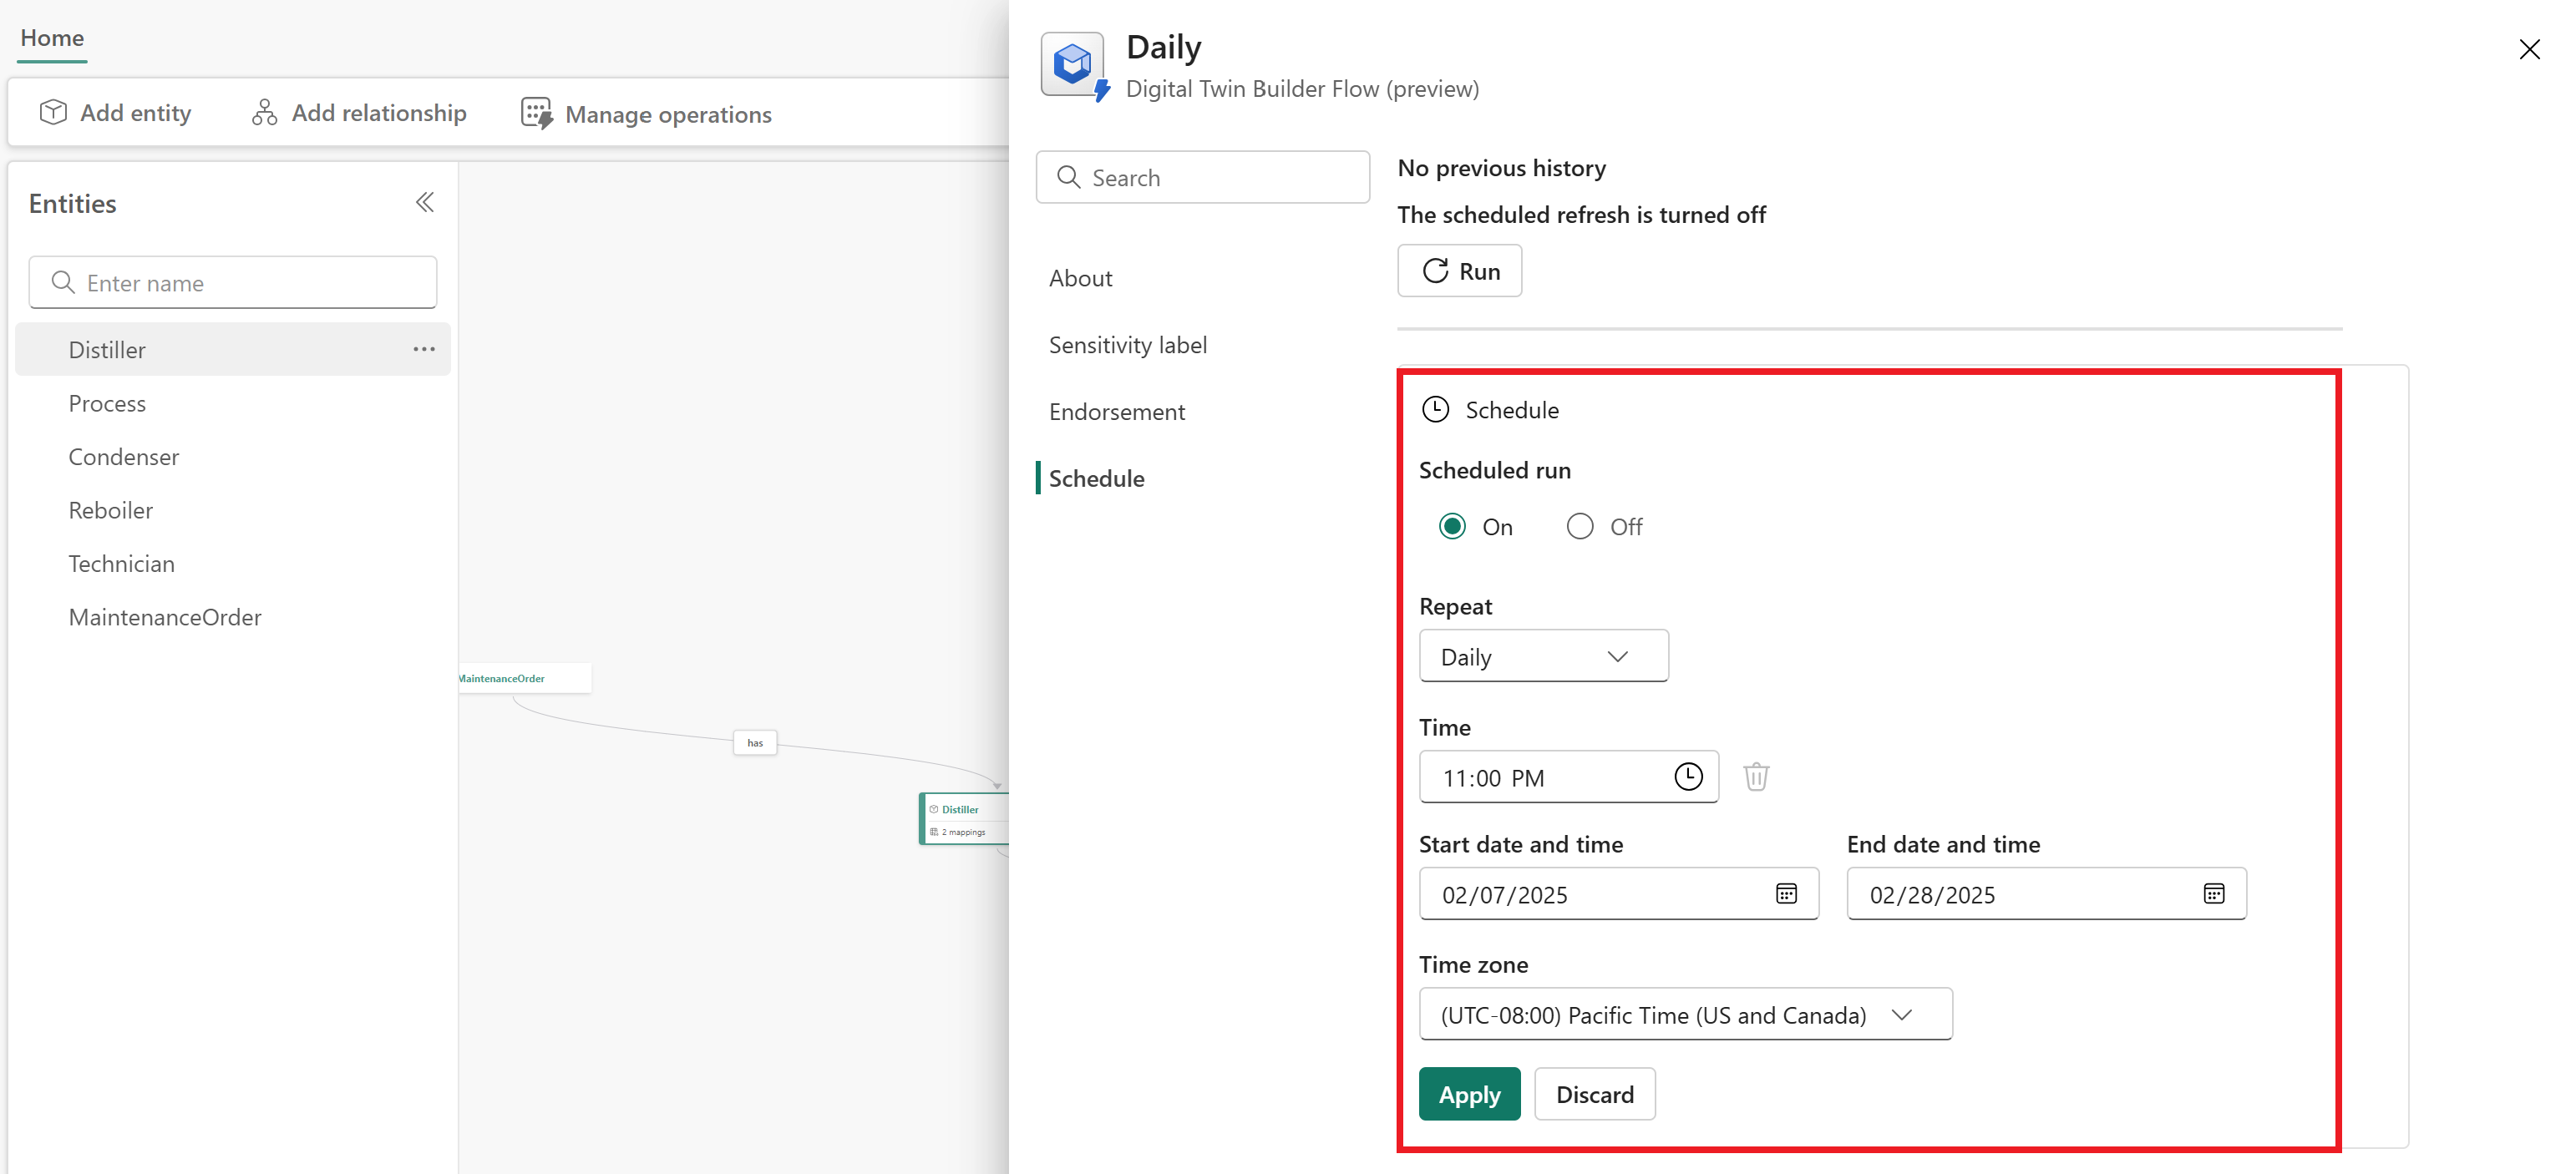 Home
Add entity
Add relationship
Manage operations
Entities
Enter name
Distiller
Process
Condenser
Reboiler
Technician
MaintenanceOrder
MaintenanceOrder
has
Distiller
2 mappings
Daily
Digital Twin Builder Flow (preview)
Search
About
Sensitivity label
Endorsement
Schedule
No previous history
The scheduled refresh is turned off
Run
Schedule
Scheduled run
On
Off
Repeat
Daily
Time
11:00 PM
Start date and time
End date and time
02/07/2025
02/28/2025
Time zone
(UTC-08:00) Pacific Time (US and Canada)
Apply
Discard